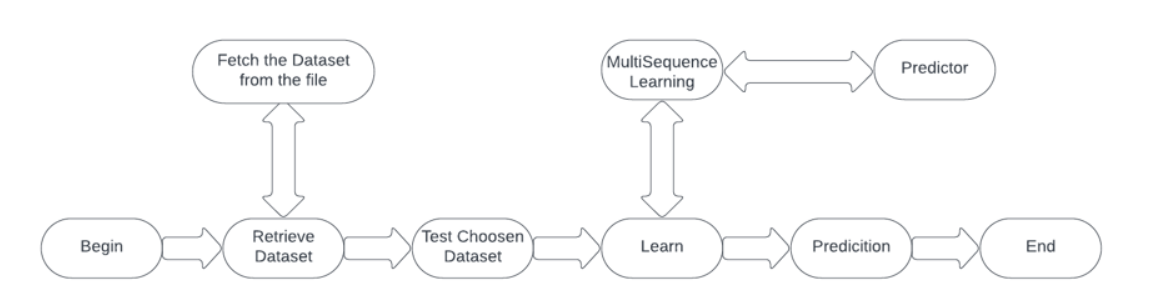 Fetch the Dataset
from the file
MultiSequence
Learning
Predictor
Begin
Retrieve
Dataset
Test Choosen
Dataset
Learn
Predicition
End